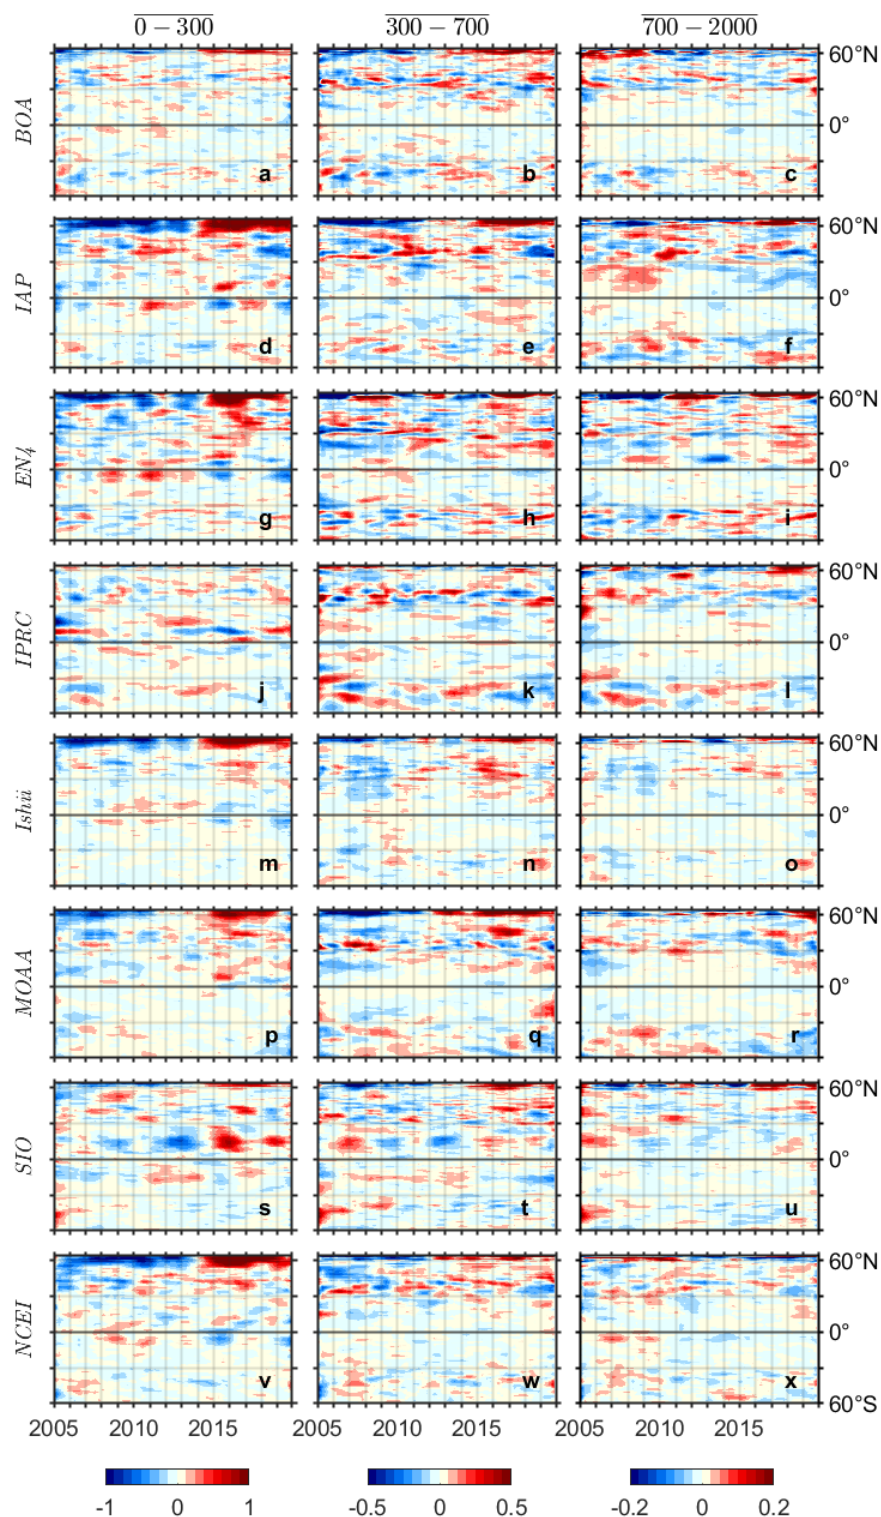 0 − 300 300 − 700 700 − 2000
BOA a b c 60°N 0°
IAP d e f 60°N 0°
EN4 g h i 60°N 0°
IPRC j k l 60°N 0°
Ishii m n o 60°N 0°
MOAA p q r 60°N 0°
SIO s t u 60°N 0°
NCEI v w x 60°N 0° 60°S
2005 2010 2015 2005 2010 2015 2005 2010 2015
-1 0 1 -0.5 0 0.5 -0.2 0 0.2